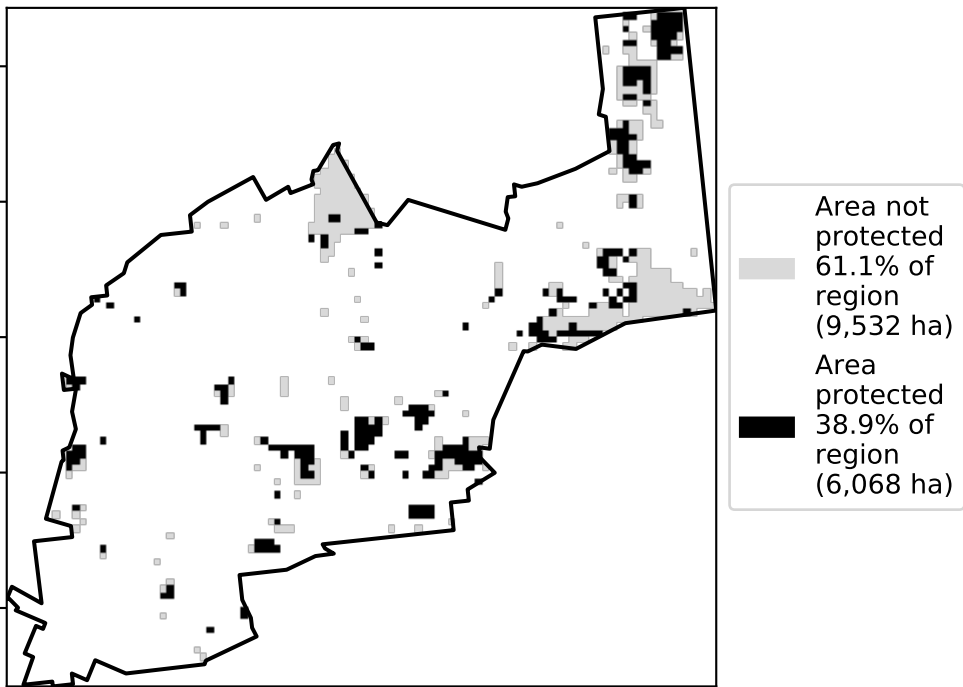 Area not
protected
61.1% of
region
(9,532 ha)
Area
protected
38.9% of
region
(6,068 ha)